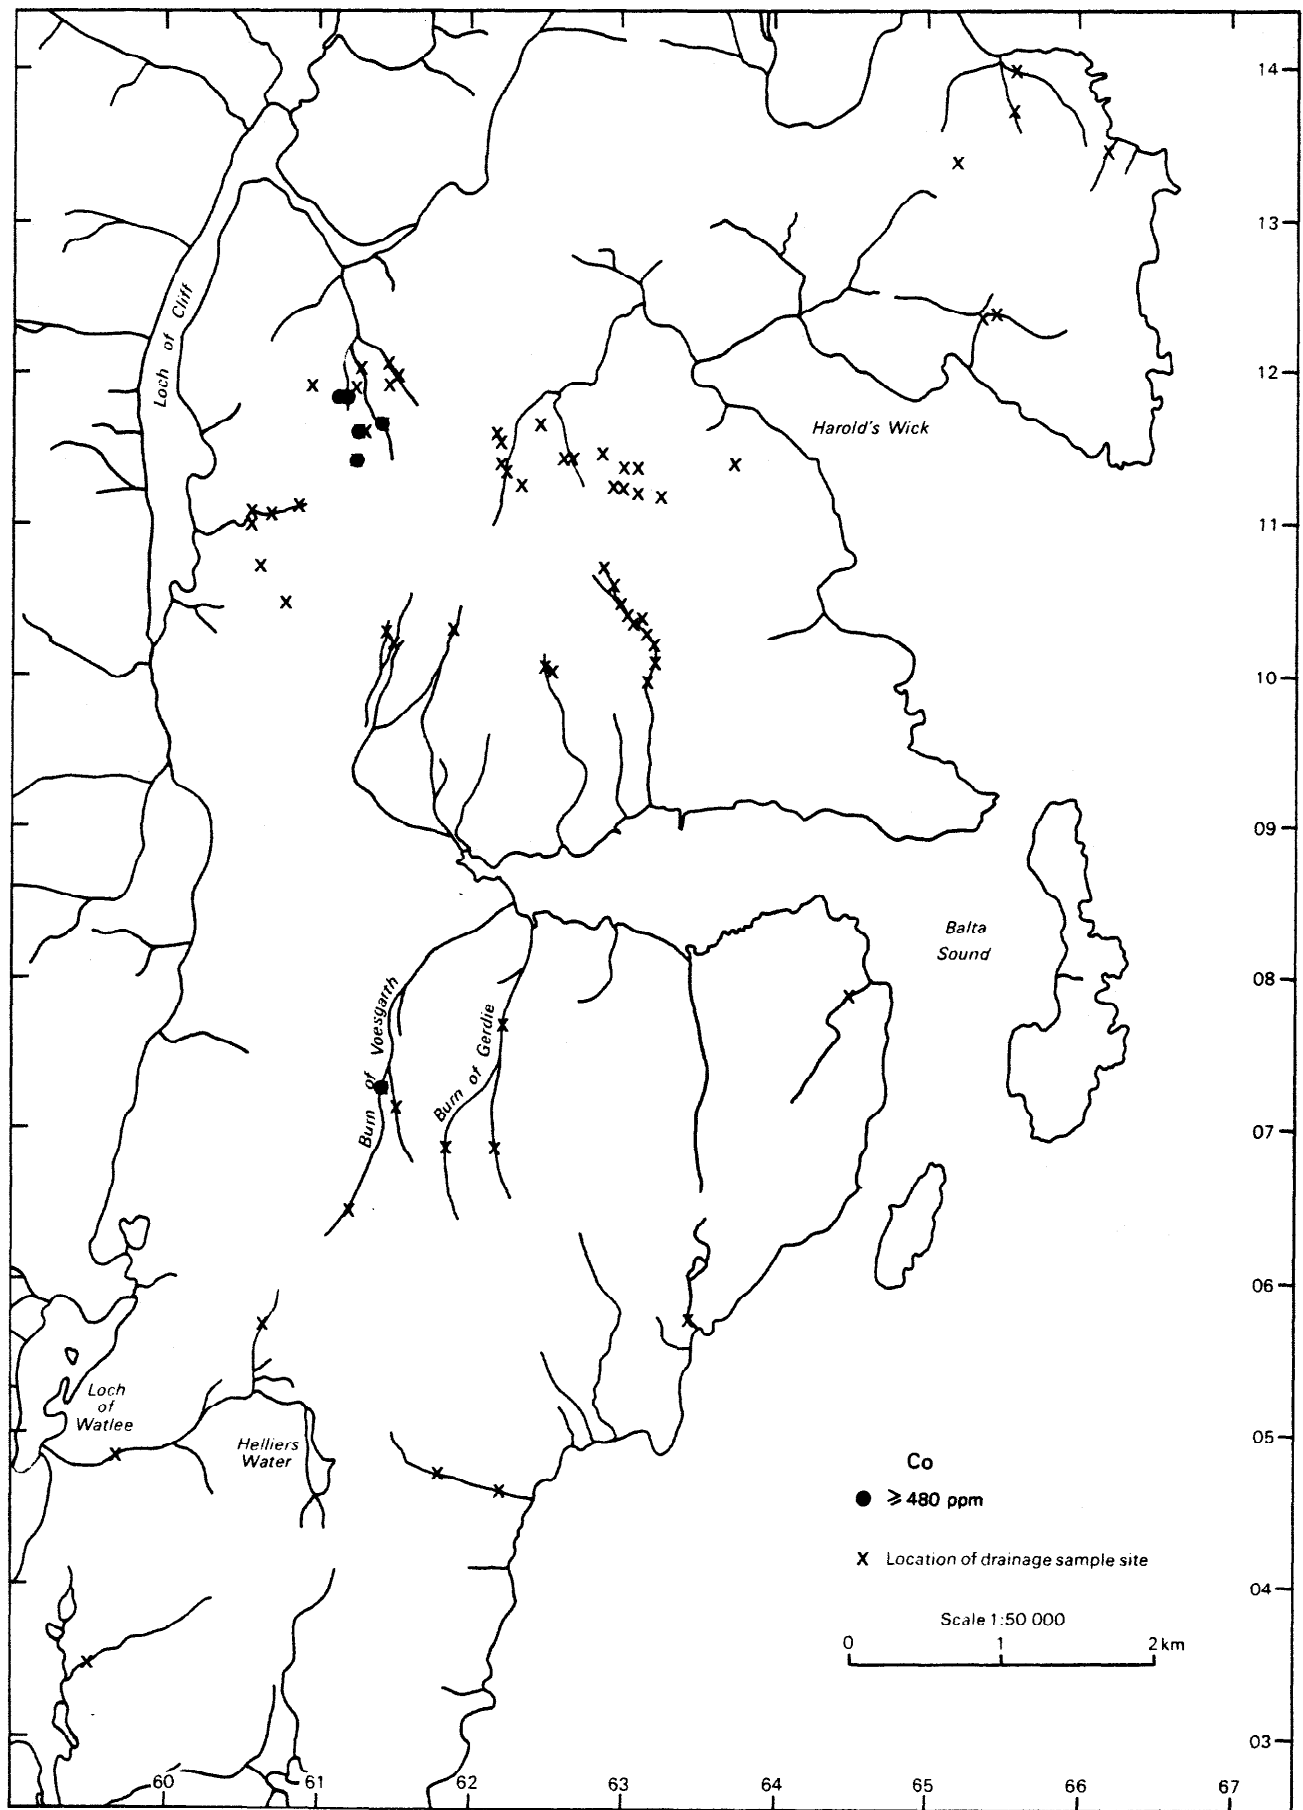 14
13
Loch of Cliff
12
Harold's Wick
11
10
09
Balta
Sound
08
Burn of Voesgarth
Burn of Gerdie
07
06
Loch
of
Watlee
Helliers
Water
05
Co
⩾ 480 ppm
X Location of drainage sample site
04
Scale 1:50 000
0 1 2 km
03
60 61 62 63 64 65 66 67